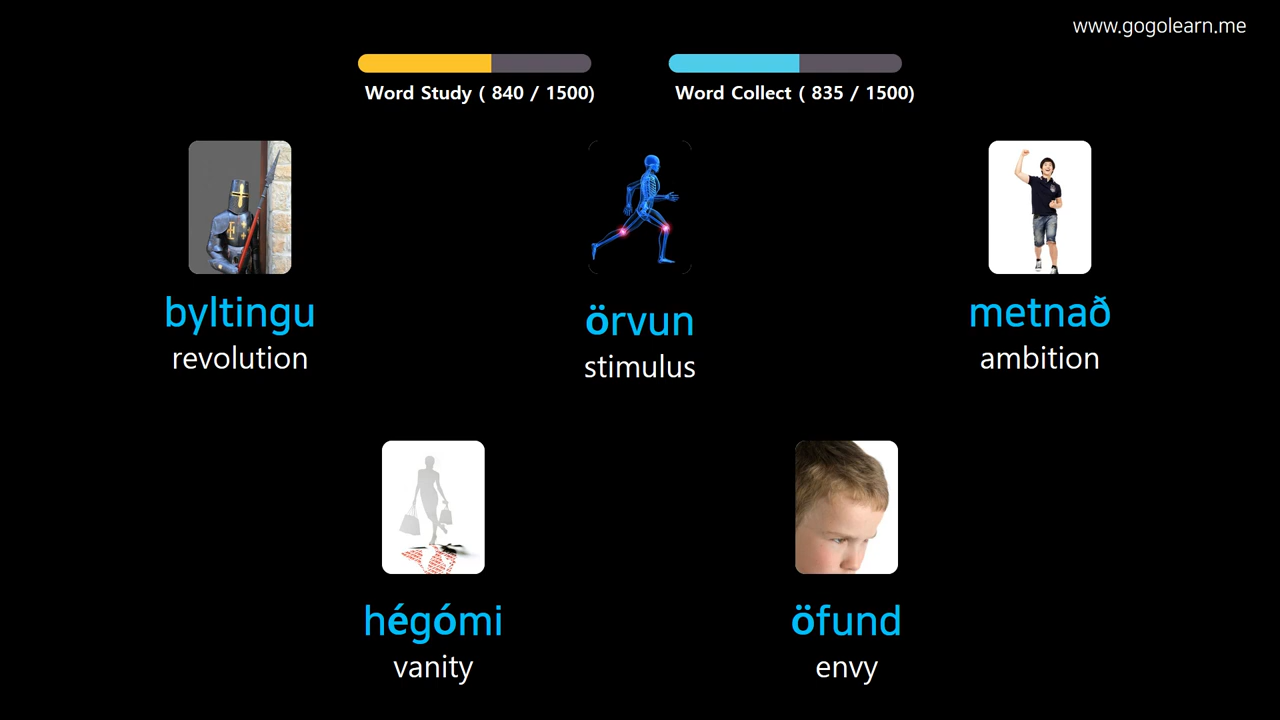 www.gogolearn.me
Word Study ( 840 / 1500)
Word Collect ( 835 / 1500)
byltingu
revolution
örvun
stimulus
metnað
ambition
hégómi
vanity
öfund
envy